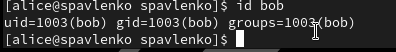 [alice@spavlenko spavlenko]$ id bob
uid=1003(bob) gid=1003(bob) groups=1003(bob)
[alice@spavlenko spavlenko]$